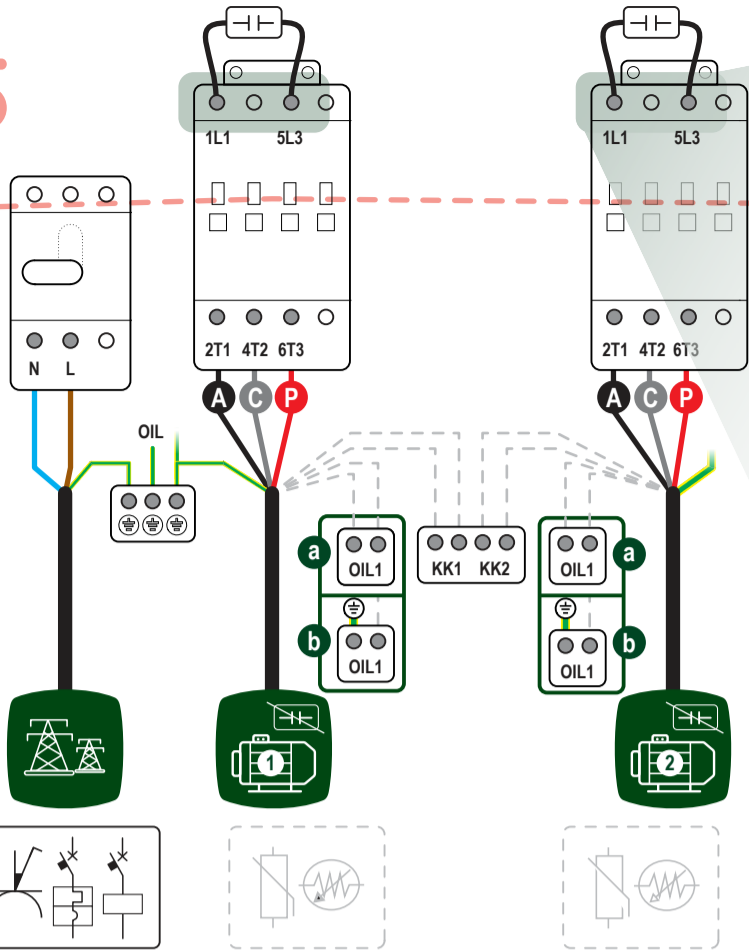 1L1 5L3
1L1 5L3
N L
2T1 4T2 6T3
2T1 4T2 6T3
A C P
A C P
OIL
a OIL1
KK1 KK2
OIL1 a
b OIL1
OIL1 b
1
2